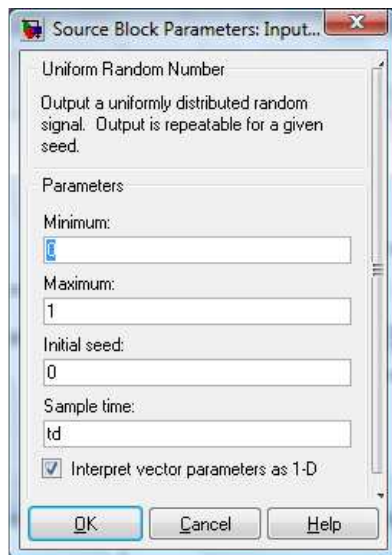 Source Block Parameters: Input...
Uniform Random Number
Output a uniformly distributed random
signal. Output is repeatable for a given
seed.
Parameters
Minimum:
0
Maximum:
1
Initial seed:
0
Sample time:
td
Interpret vector parameters as 1-D
OK
Cancel
Help